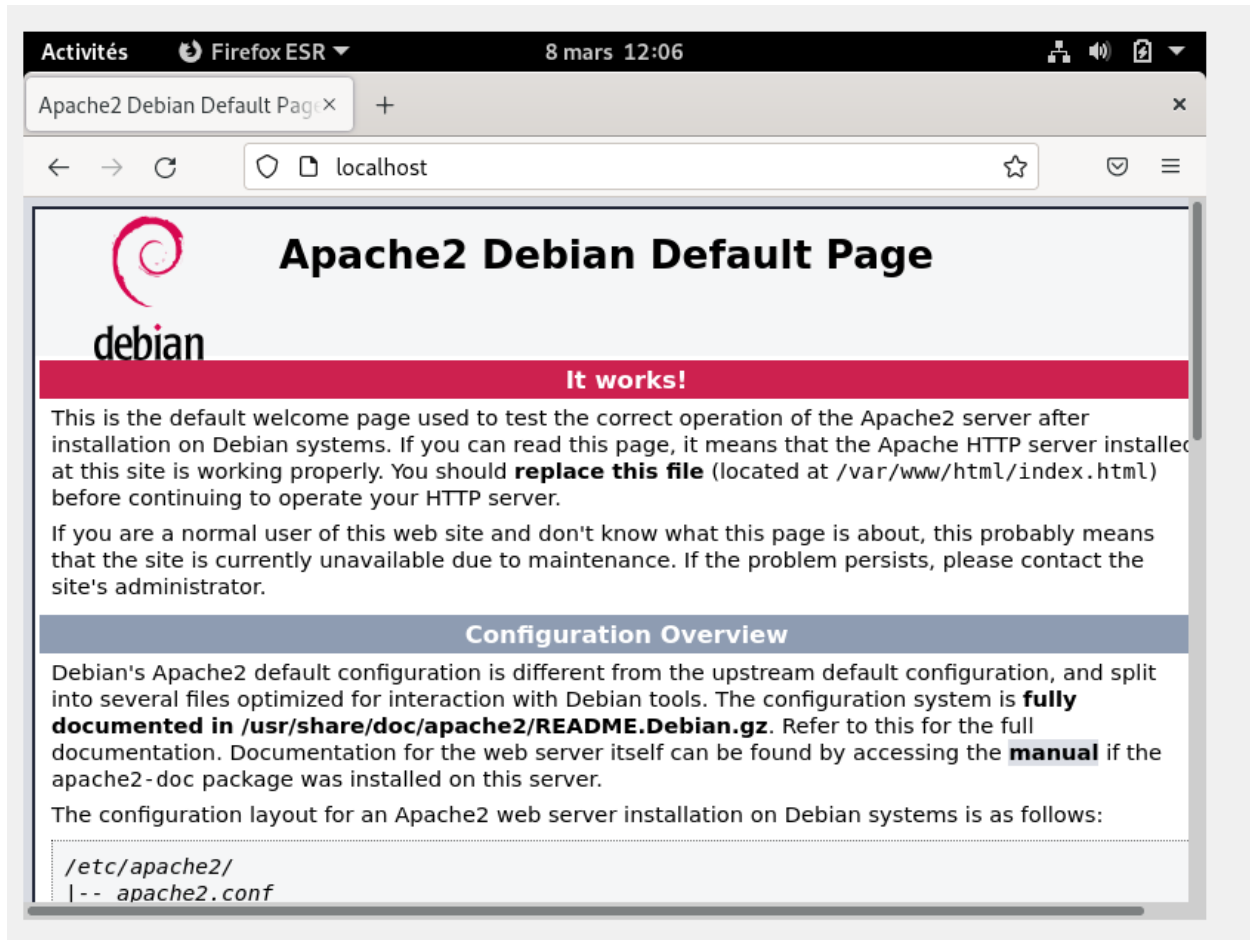 Activités Firefox ESR 8 mars 12:06
Apache2 Debian Default Page
localhost
debian
Apache2 Debian Default Page
It works!
This is the default welcome page used to test the correct operation of the Apache2 server after
installation on Debian systems. If you can read this page, it means that the Apache HTTP server installed
at this site is working properly. You should replace this file (located at /var/www/html/index.html)
before continuing to operate your HTTP server.
If you are a normal user of this web site and don't know what this page is about, this probably means
that the site is currently unavailable due to maintenance. If the problem persists, please contact the
site's administrator.
Configuration Overview
Debian's Apache2 default configuration is different from the upstream default configuration, and split
into several files optimized for interaction with Debian tools. The configuration system is fully
documented in /usr/share/doc/apache2/README.Debian.gz. Refer to this for the full
documentation. Documentation for the web server itself can be found by accessing the manual if the
apache2-doc package was installed on this server.
The configuration layout for an Apache2 web server installation on Debian systems is as follows:
/etc/apache2/
|-- apache2.conf